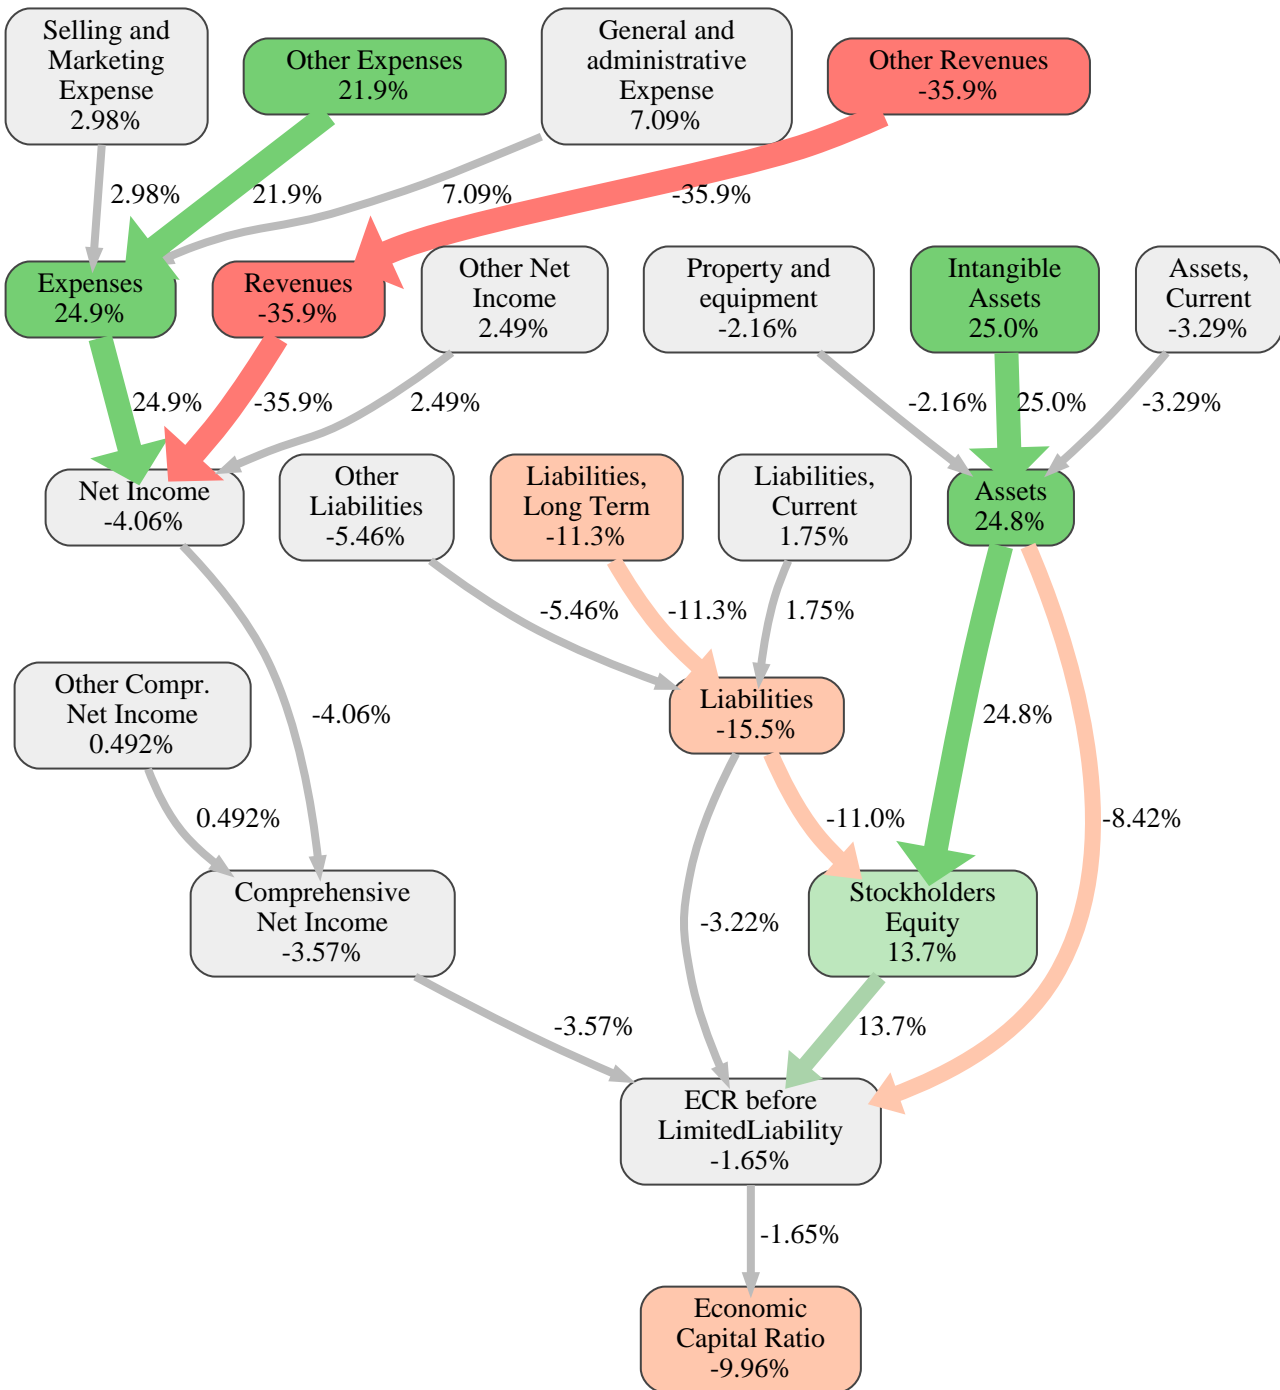 Selling and
Marketing
Expense
2.98%
Other Expenses
21.9%
General and
administrative
Expense
7.09%
Other Revenues
-35.9%
2.98%
21.9%
7.09%
-35.9%
Expenses
24.9%
Revenues
-35.9%
Other Net
Income
2.49%
Property and
equipment
-2.16%
Intangible
Assets
25.0%
Assets,
Current
-3.29%
24.9%
-35.9%
2.49%
-2.16%
25.0%
-3.29%
Net Income
-4.06%
Other
Liabilities
-5.46%
Liabilities,
Long Term
-11.3%
Liabilities,
Current
1.75%
Assets
24.8%
-5.46%
-11.3%
1.75%
Other Compr.
Net Income
0.492%
-4.06%
Liabilities
-15.5%
24.8%
0.492%
-11.0%
-8.42%
Comprehensive
Net Income
-3.57%
-3.22%
Stockholders
Equity
13.7%
-3.57%
13.7%
ECR before
LimitedLiability
-1.65%
-1.65%
Economic
Capital Ratio
-9.96%